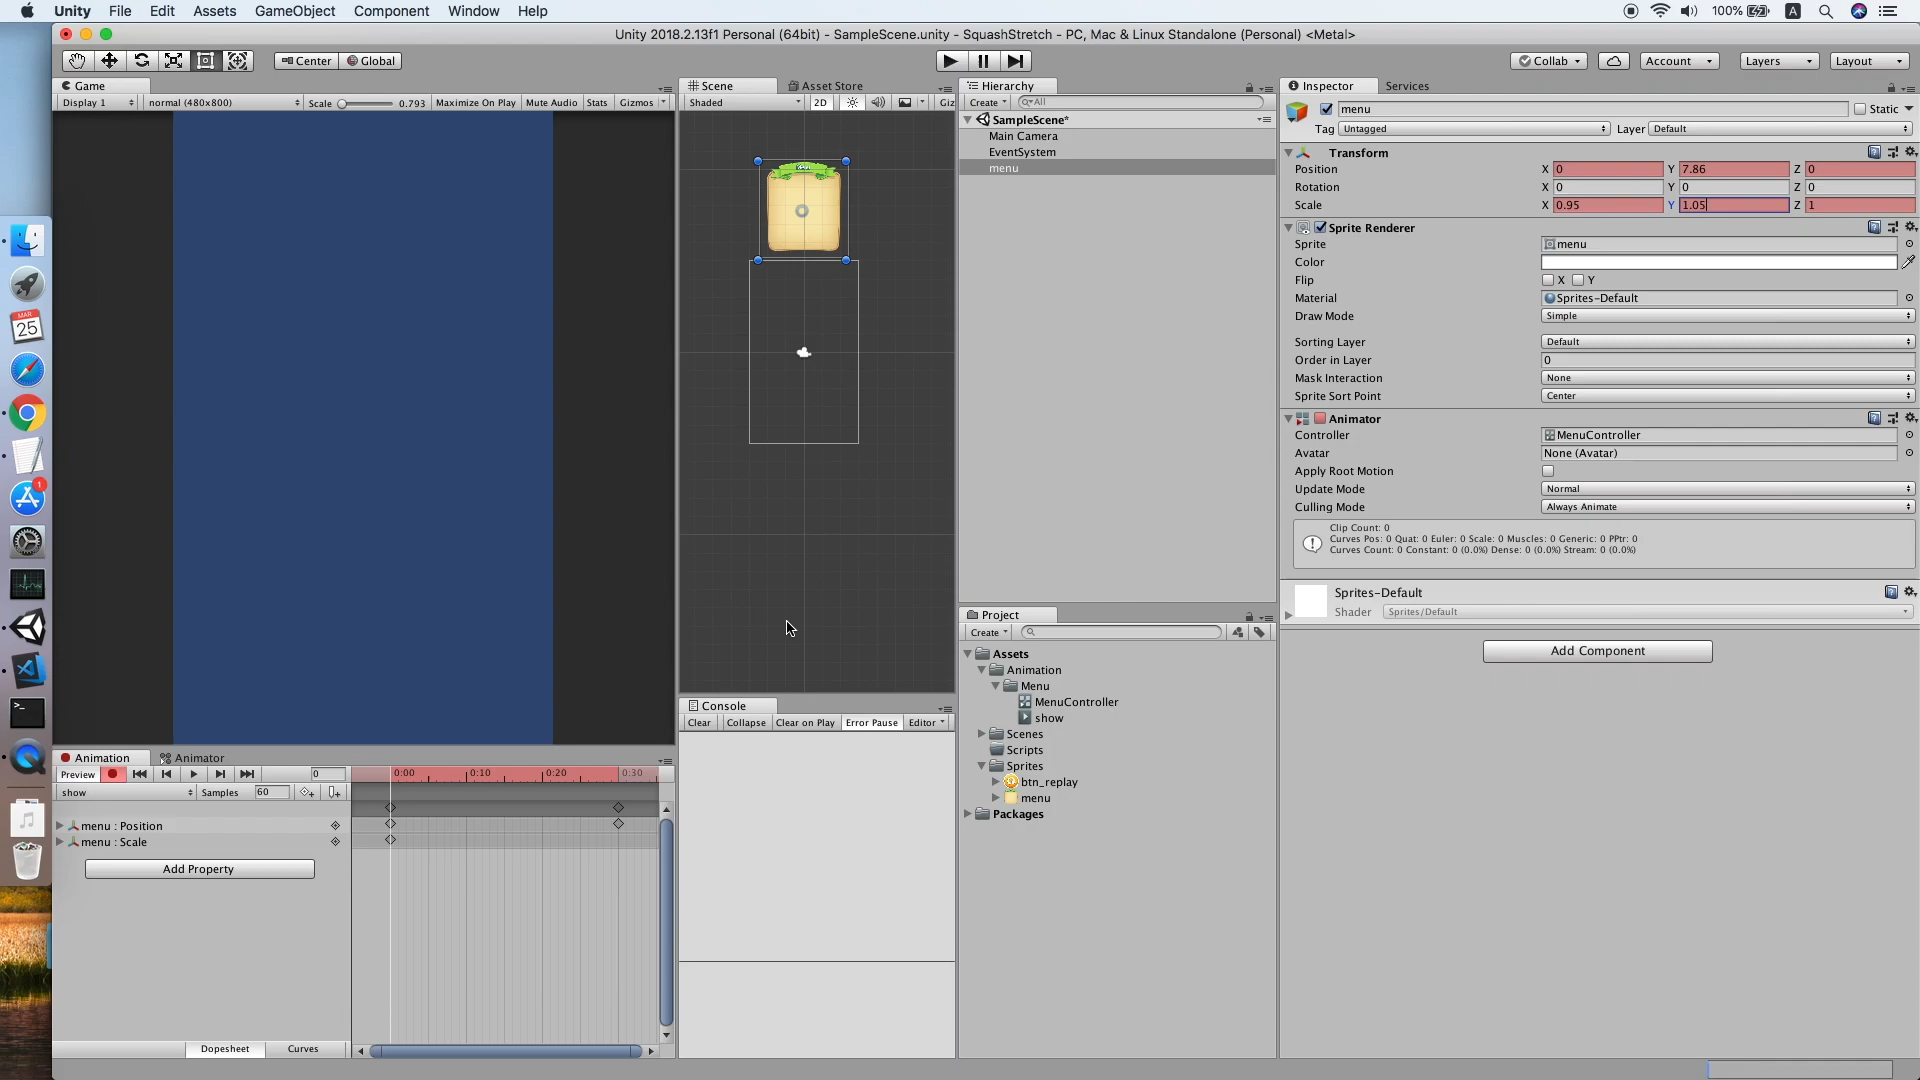 Unity File Edit Assets GameObject Component Window Help 100% A
Unity 2018.2.13f1 Personal (64bit) - SampleScene.unity - SquashStretch - PC, Mac & Linux Standalone (Personal) <Metal>
Center Global Collab Account Layers Layout
Game
Display 1 normal (480x800) Scale 0.793 Maximize On Play Mute Audio Stats Gizmos
Scene Asset Store
Shaded 2D Giz
Hierarchy
Create All
SampleScene*
Main Camera
EventSystem
menu
Inspector Services
menu Static
Tag Untagged Layer Default
Transform
Position X 0 Y 7.86 Z 0
Rotation X 0 Y 0 Z 0
Scale X 0.95 Y 1.05 Z 1
Sprite Renderer
Sprite menu
Color
Flip X Y
Material Sprites-Default
Draw Mode Simple
Sorting Layer Default
Order in Layer 0
Mask Interaction None
Sprite Sort Point Center
Animator
Controller MenuController
Avatar None (Avatar)
Apply Root Motion
Update Mode Normal
Culling Mode Always Animate
Clip Count: 0
Curves Pos: 0 Quat: 0 Euler: 0 Scale: 0 Muscles: 0 Generic: 0 PPtr: 0
Curves Count: 0 Constant: 0 (0.0%) Dense: 0 (0.0%) Stream: 0 (0.0%)
Sprites-Default
Shader Sprites/Default
Add Component
Project
Create
Assets
Animation
Menu
MenuController
show
Scenes
Scripts
Sprites
btn_replay
menu
Packages
Console
Clear Collapse Clear on Play Error Pause Editor
Animation Animator
Preview 0 0:00 0:10 0:20 0:30
show Samples 60
menu : Position
menu : Scale
Add Property
Dopesheet Curves
MAR
25
1